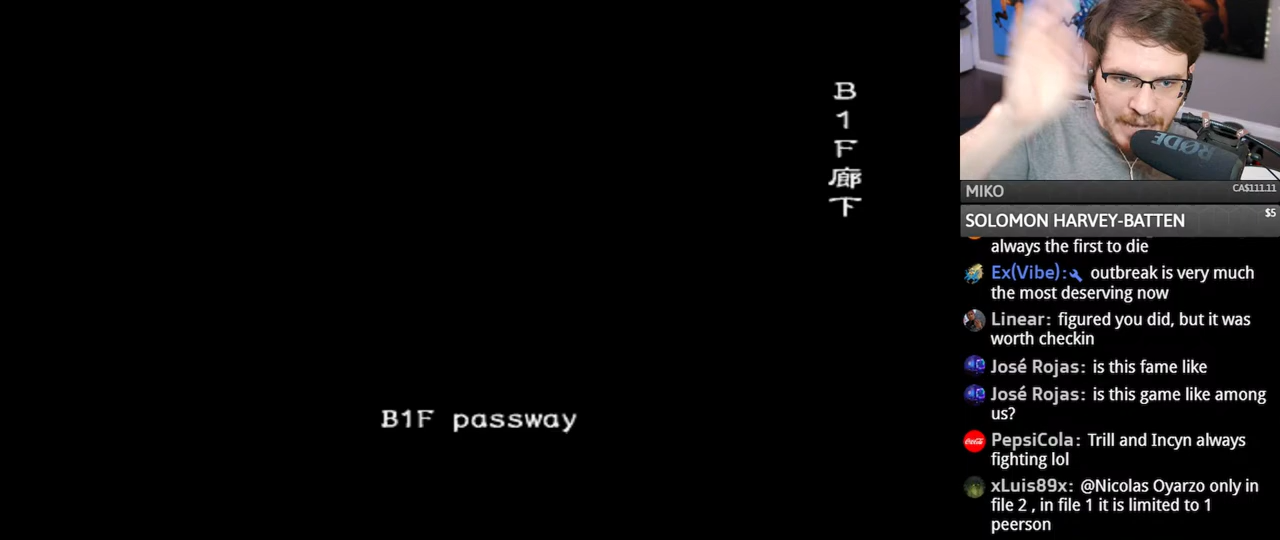 B1F廊下
B1F passway
RØDE
MIKO
CA$111.11
SOLOMON HARVEY-BATTEN
$5
always the first to die
Ex(Vibe): outbreak is very much
the most deserving now
Linear: figured you did, but it was
worth checkin
José Rojas: is this fame like
José Rojas: is this game like among
us?
PepsiCola: Trill and Incyn always
fighting lol
xLuis89x: @Nicolas Oyarzo only in
file 2 , in file 1 it is limited to 1
peerson